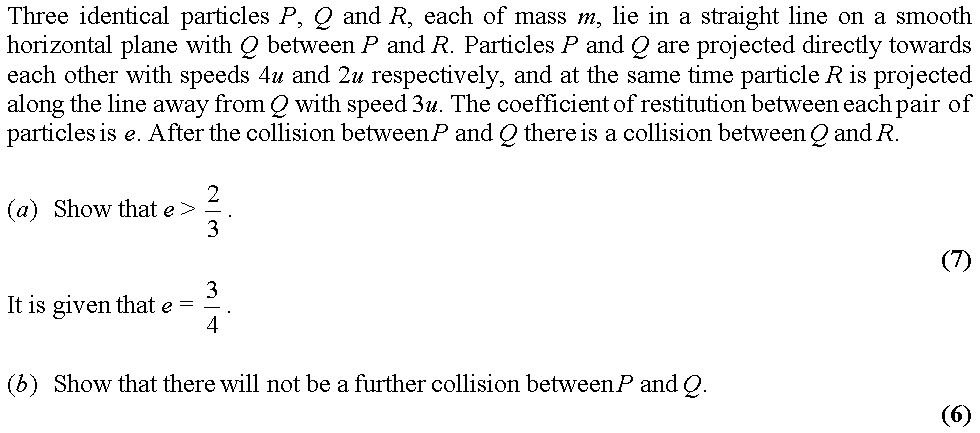 Three identical particles P, Q and R, each of mass m, lie in a straight line on a smooth
horizontal plane with Q between P and R. Particles P and Q are projected directly towards
each other with speeds 4u and 2u respectively, and at the same time particle R is projected
along the line away from Q with speed 3u. The coefficient of restitution between each pair of
particles is e. After the collision between P and Q there is a collision between Q and R.
(a) Show that e > 2/3.
(7)
It is given that e = 3/4.
(b) Show that there will not be a further collision between P and Q.
(6)